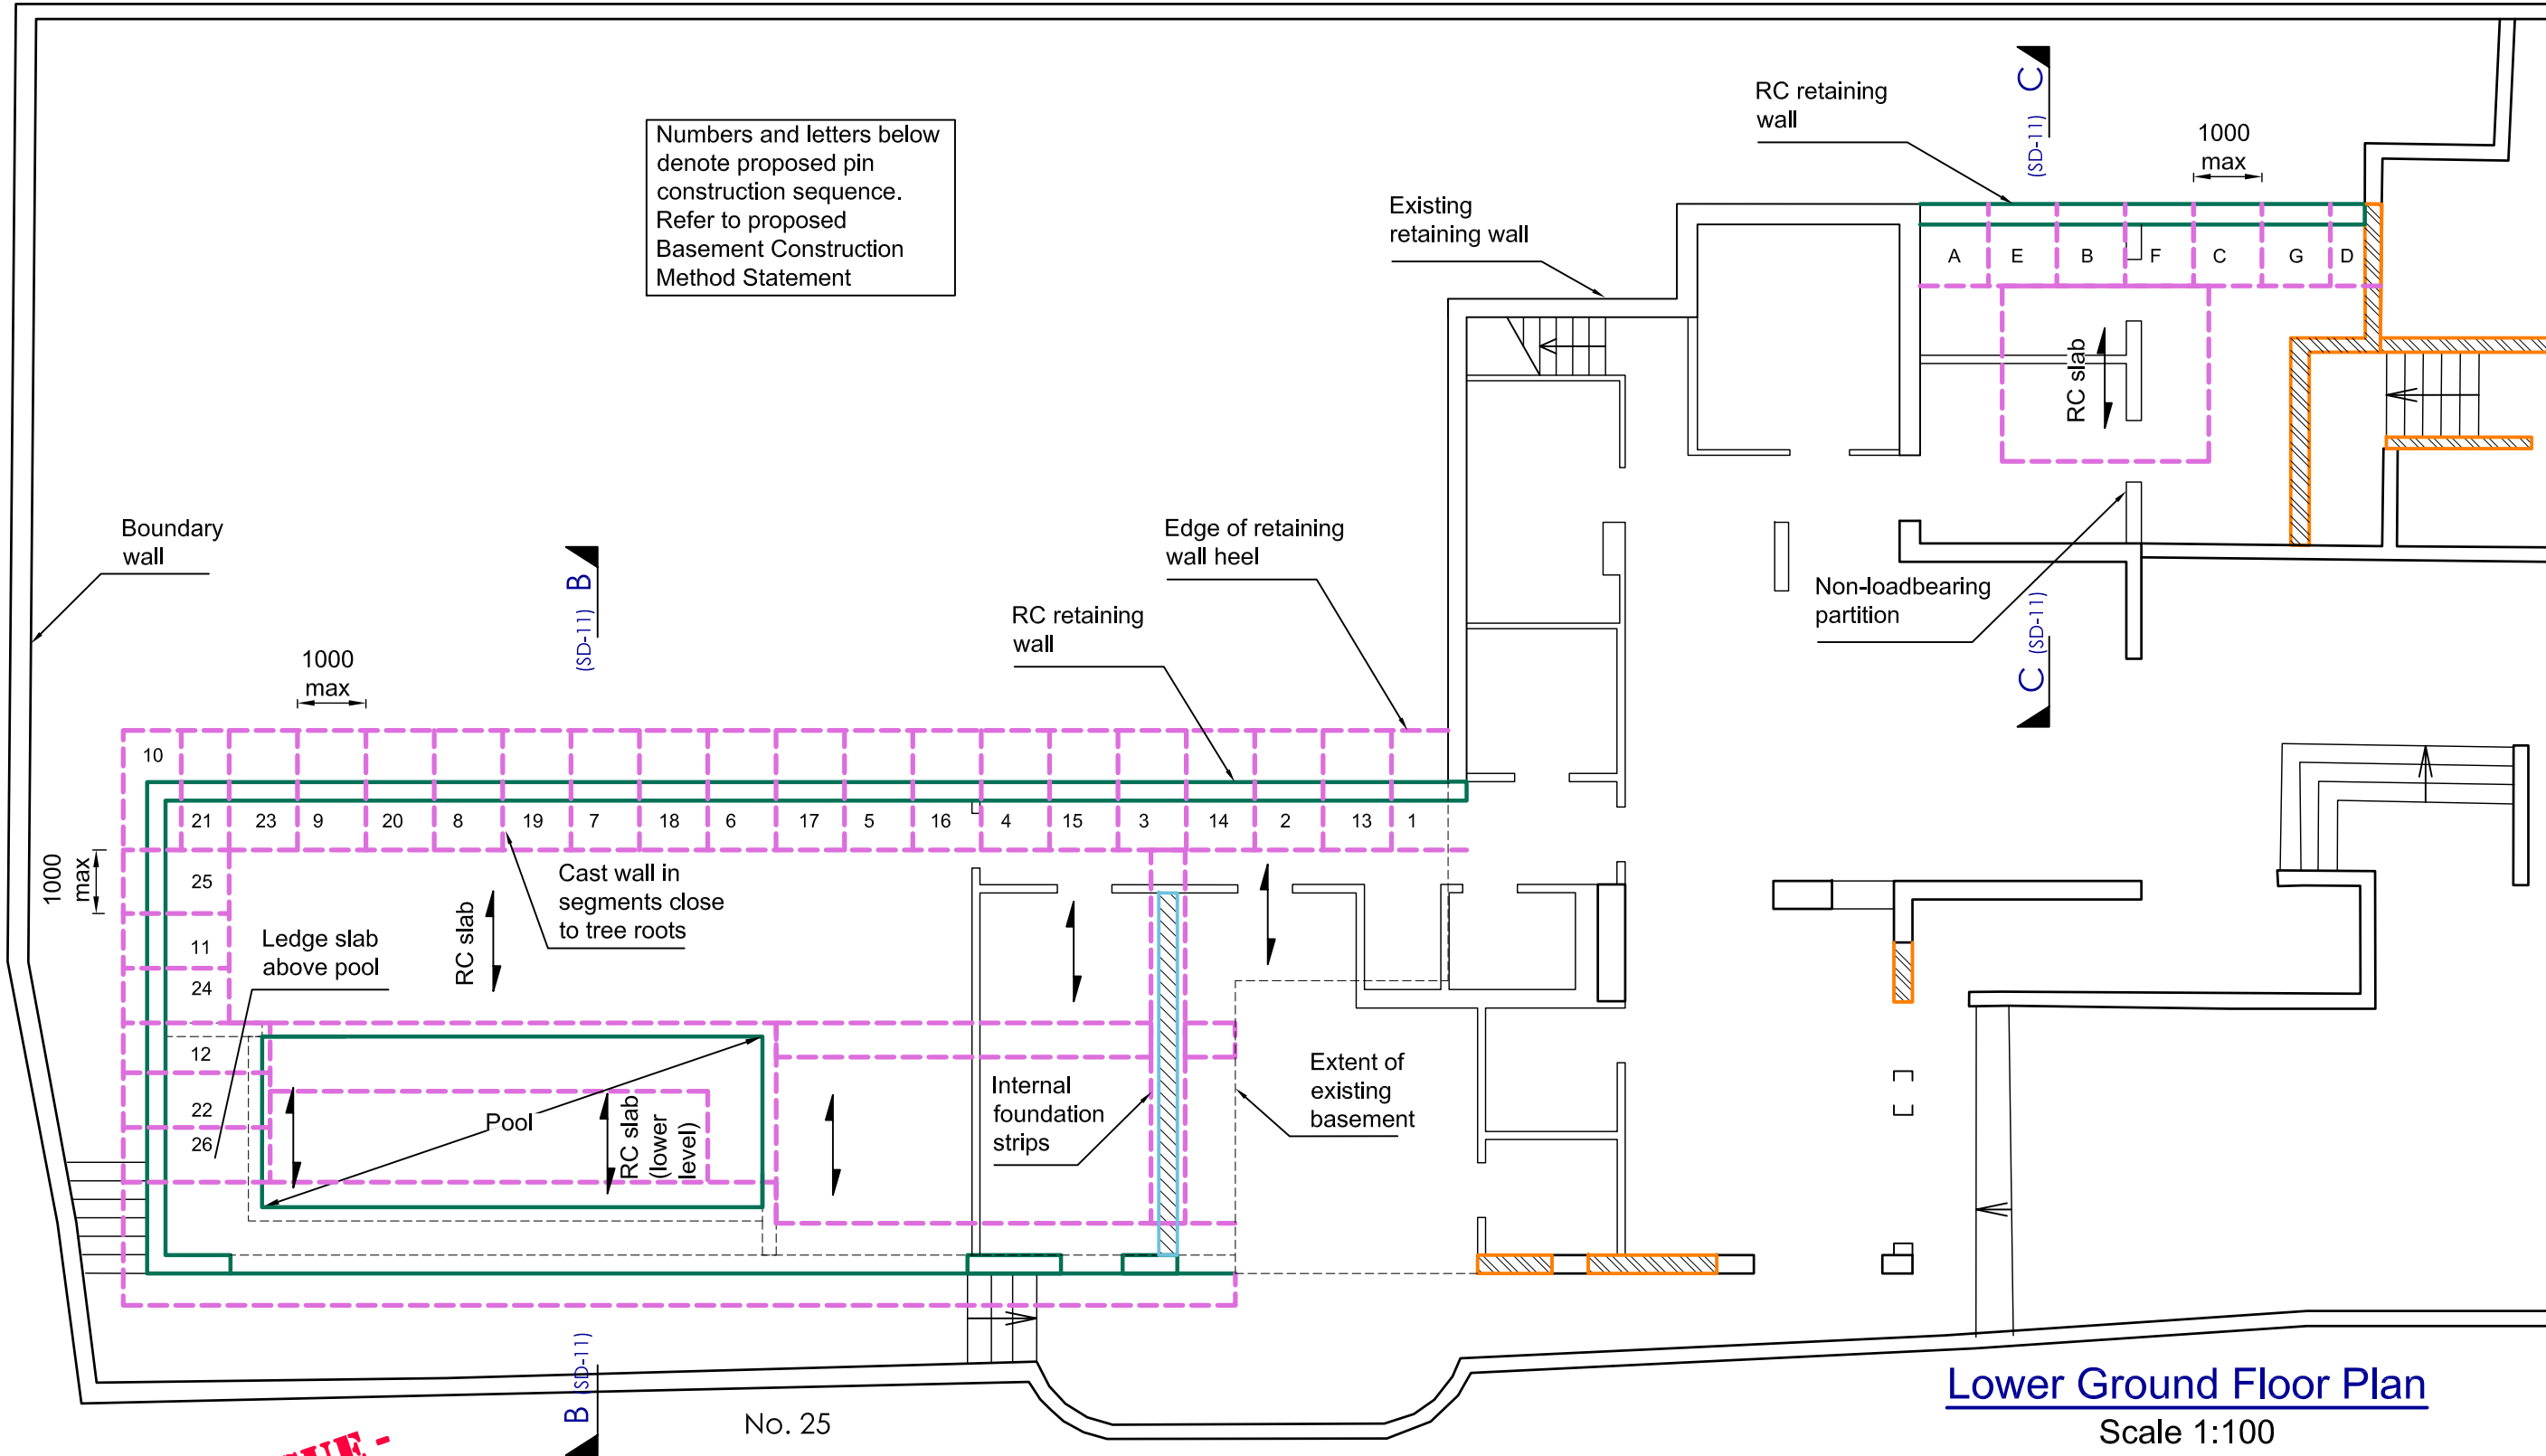 RC retaining
wall
C
(SD-11)
1000
max
Numbers and letters below
denote proposed pin
construction sequence.
Refer to proposed
Basement Construction
Method Statement
Existing
retaining wall
A E B F C G D
RC slab
Boundary
wall
B
(SD-11)
Edge of retaining
wall heel
RC retaining
wall
Non-loadbearing
partition
C (SD-11)
1000
max
10
21 23 9 20 8 19 7 18 6 17 5 16 4 15 3 14 2 13 1
1000
max
25
11
24
12
22
26
Cast wall in
segments close
to tree roots
RC slab
Ledge slab
above pool
Pool
RC slab
(lower
level)
Internal
foundation
strips
Extent of
existing
basement
B (SD-11)
No. 25
Lower Ground Floor Plan
Scale 1:100